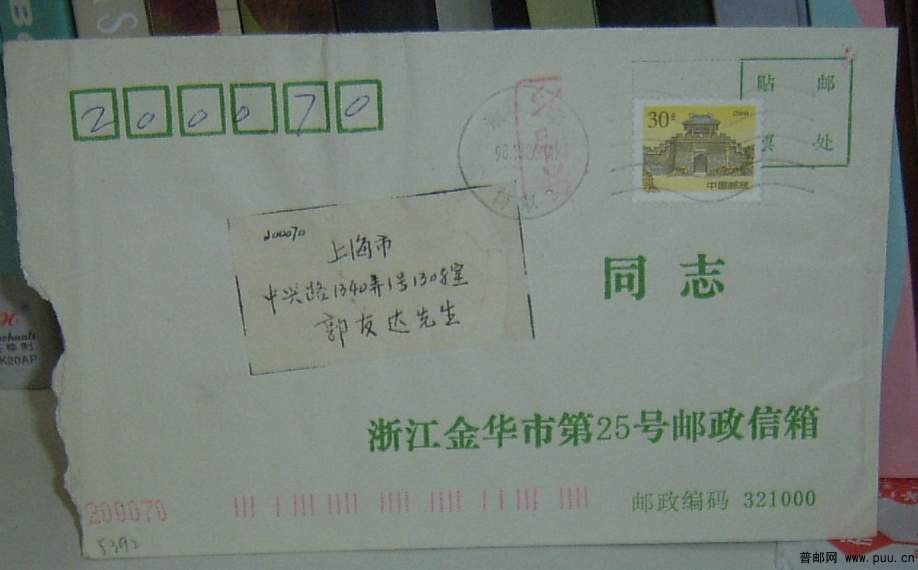 200070
贴 邮
票 处
30分
中国邮政
200070
上海市
中兴路1340弄1号1308室
郭友达先生
同志
浙江金华市第25号邮政信箱
邮政编码 321000
200070
5392
K20AP
普邮网 www.puu.cn